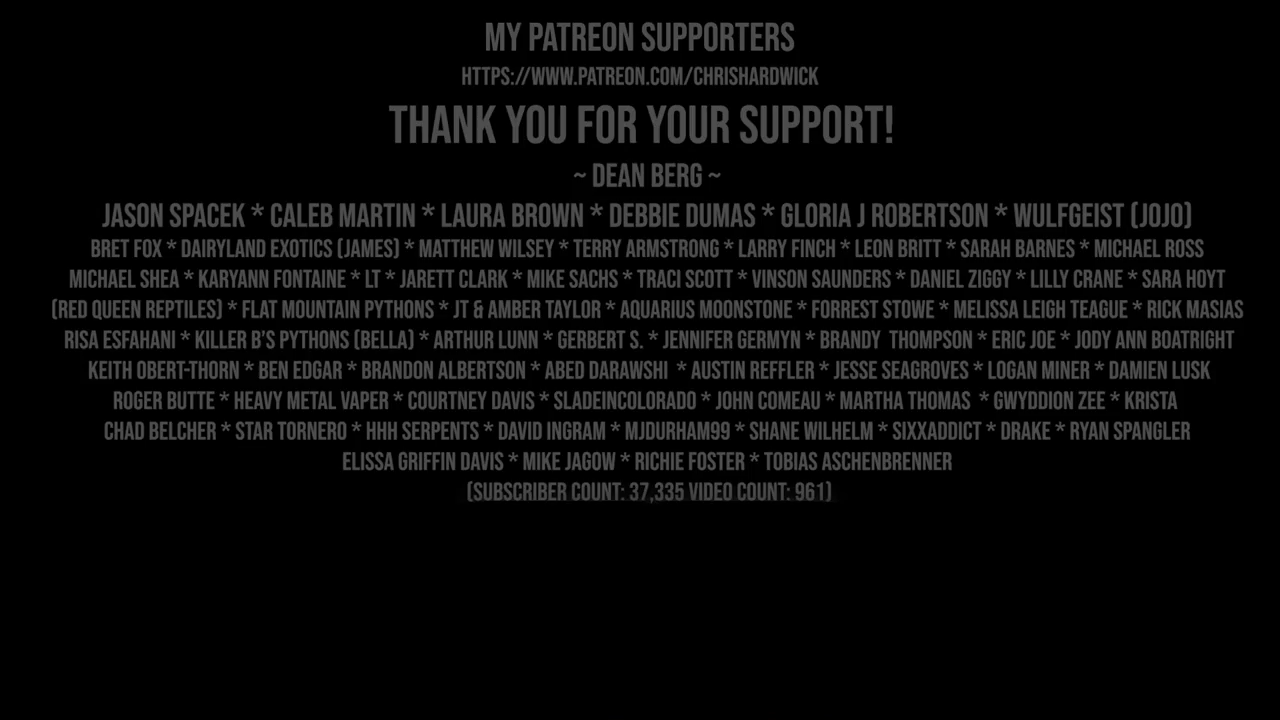 MY PATREON SUPPORTERS
HTTPS://WWW.PATREON.COM/CHRISHARDWICK
THANK YOU FOR YOUR SUPPORT!
~ DEAN BERG ~
JASON SPACEK * CALEB MARTIN * LAURA BROWN * DEBBIE DUMAS * GLORIA J ROBERTSON * WULFGEIST (JOJO)
BRET FOX * DAIRYLAND EXOTICS (JAMES) * MATTHEW WILSEY * TERRY ARMSTRONG * LARRY FINCH * LEON BRITT * SARAH BARNES * MICHAEL ROSS
MICHAEL SHEA * KARYANN FONTAINE * LT * JARETT CLARK * MIKE SACHS * TRACI SCOTT * VINSON SAUNDERS * DANIEL ZIGGY * LILLY CRANE * SARA HOYT
(RED QUEEN REPTILES) * FLAT MOUNTAIN PYTHONS * JT & AMBER TAYLOR * AQUARIUS MOONSTONE * FORREST STOWE * MELISSA LEIGH TEAGUE * RICK MASIAS
RISA ESFAHANI * KILLER B'S PYTHONS (BELLA) * ARTHUR LUNN * GERBERT S. * JENNIFER GERMYN * BRANDY THOMPSON * ERIC JOE * JODY ANN BOATRIGHT
KEITH OBERT-THORN * BEN EDGAR * BRANDON ALBERTSON * ABED DARAWSHI * AUSTIN REFFLER * JESSE SEAGROVES * LOGAN MINER * DAMIEN LUSK
ROGER BUTTE * HEAVY METAL VAPER * COURTNEY DAVIS * SLADEINCOLORADO * JOHN COMEAU * MARTHA THOMAS * GWYDDION ZEE * KRISTA
CHAD BELCHER * STAR TORNERO * HHH SERPENTS * DAVID INGRAM * MJDURHAM99 * SHANE WILHELM * SIXXADDICT * DRAKE * RYAN SPANGLER
ELISSA GRIFFIN DAVIS * MIKE JAGOW * RICHIE FOSTER * TOBIAS ASCHENBRENNER
(SUBSCRIBER COUNT: 37,335 VIDEO COUNT: 961)